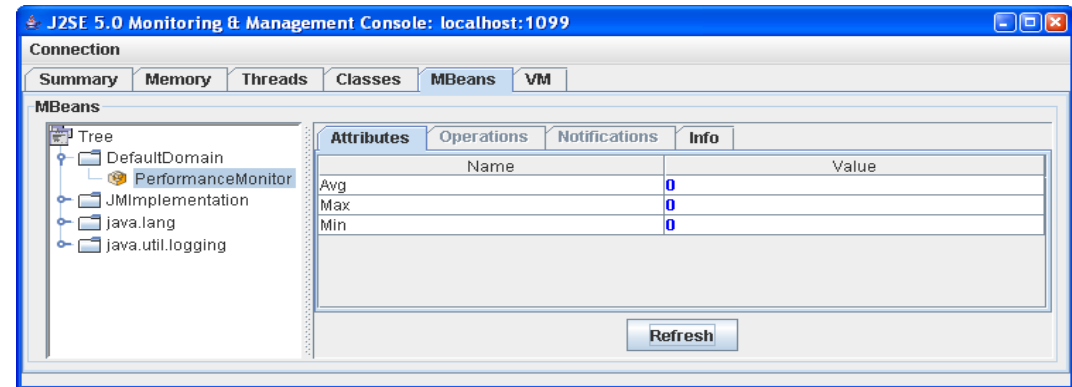 J2SE 5.0 Monitoring & Management Console: localhost:1099
Connection
Summary Memory Threads Classes MBeans VM
MBeans
Tree
DefaultDomain
PerformanceMonitor
JMImplementation
java.lang
java.util.logging
Attributes Operations Notifications Info
Name Value
Avg 0
Max 0
Min 0
Refresh